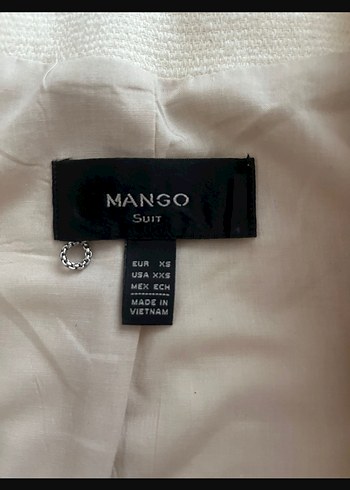 MANGO
SUIT
EUR XS
USA XXS
MEX ECH
MADE IN
VIETNAM